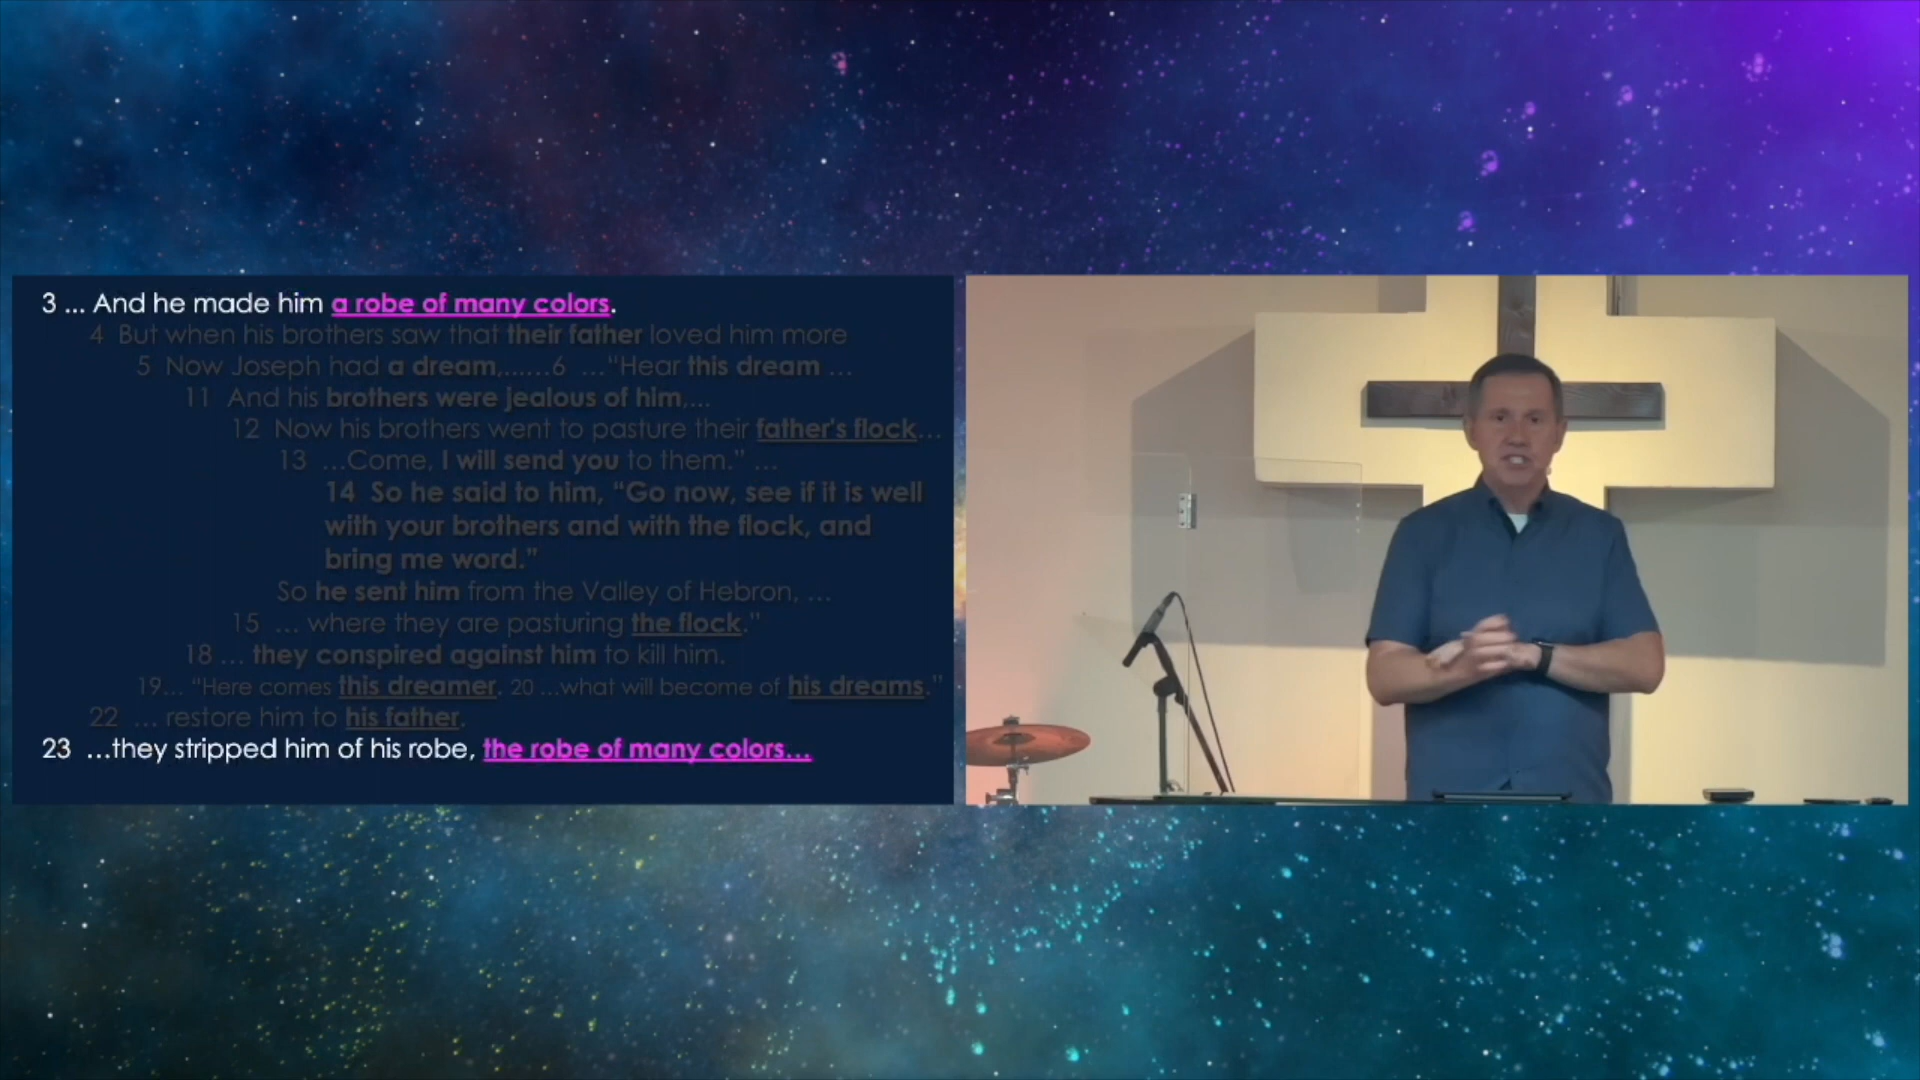 3 ... And he made him a robe of many colors.
4 But when his brothers saw that their father loved him more
5 Now Joseph had a dream,......6 ..."Hear this dream ...
11 And his brothers were jealous of him,...
12 Now his brothers went to pasture their father's flock...
13 ...Come, I will send you to them." ...
14 So he said to him, "Go now, see if it is well
with your brothers and with the flock, and
bring me word."
So he sent him from the Valley of Hebron, ...
15 ... where they are pasturing the flock."
18 ... they conspired against him to kill him.
19... "Here comes this dreamer. 20 ...what will become of his dreams."
22 ... restore him to his father.
23 ...they stripped him of his robe, the robe of many colors...